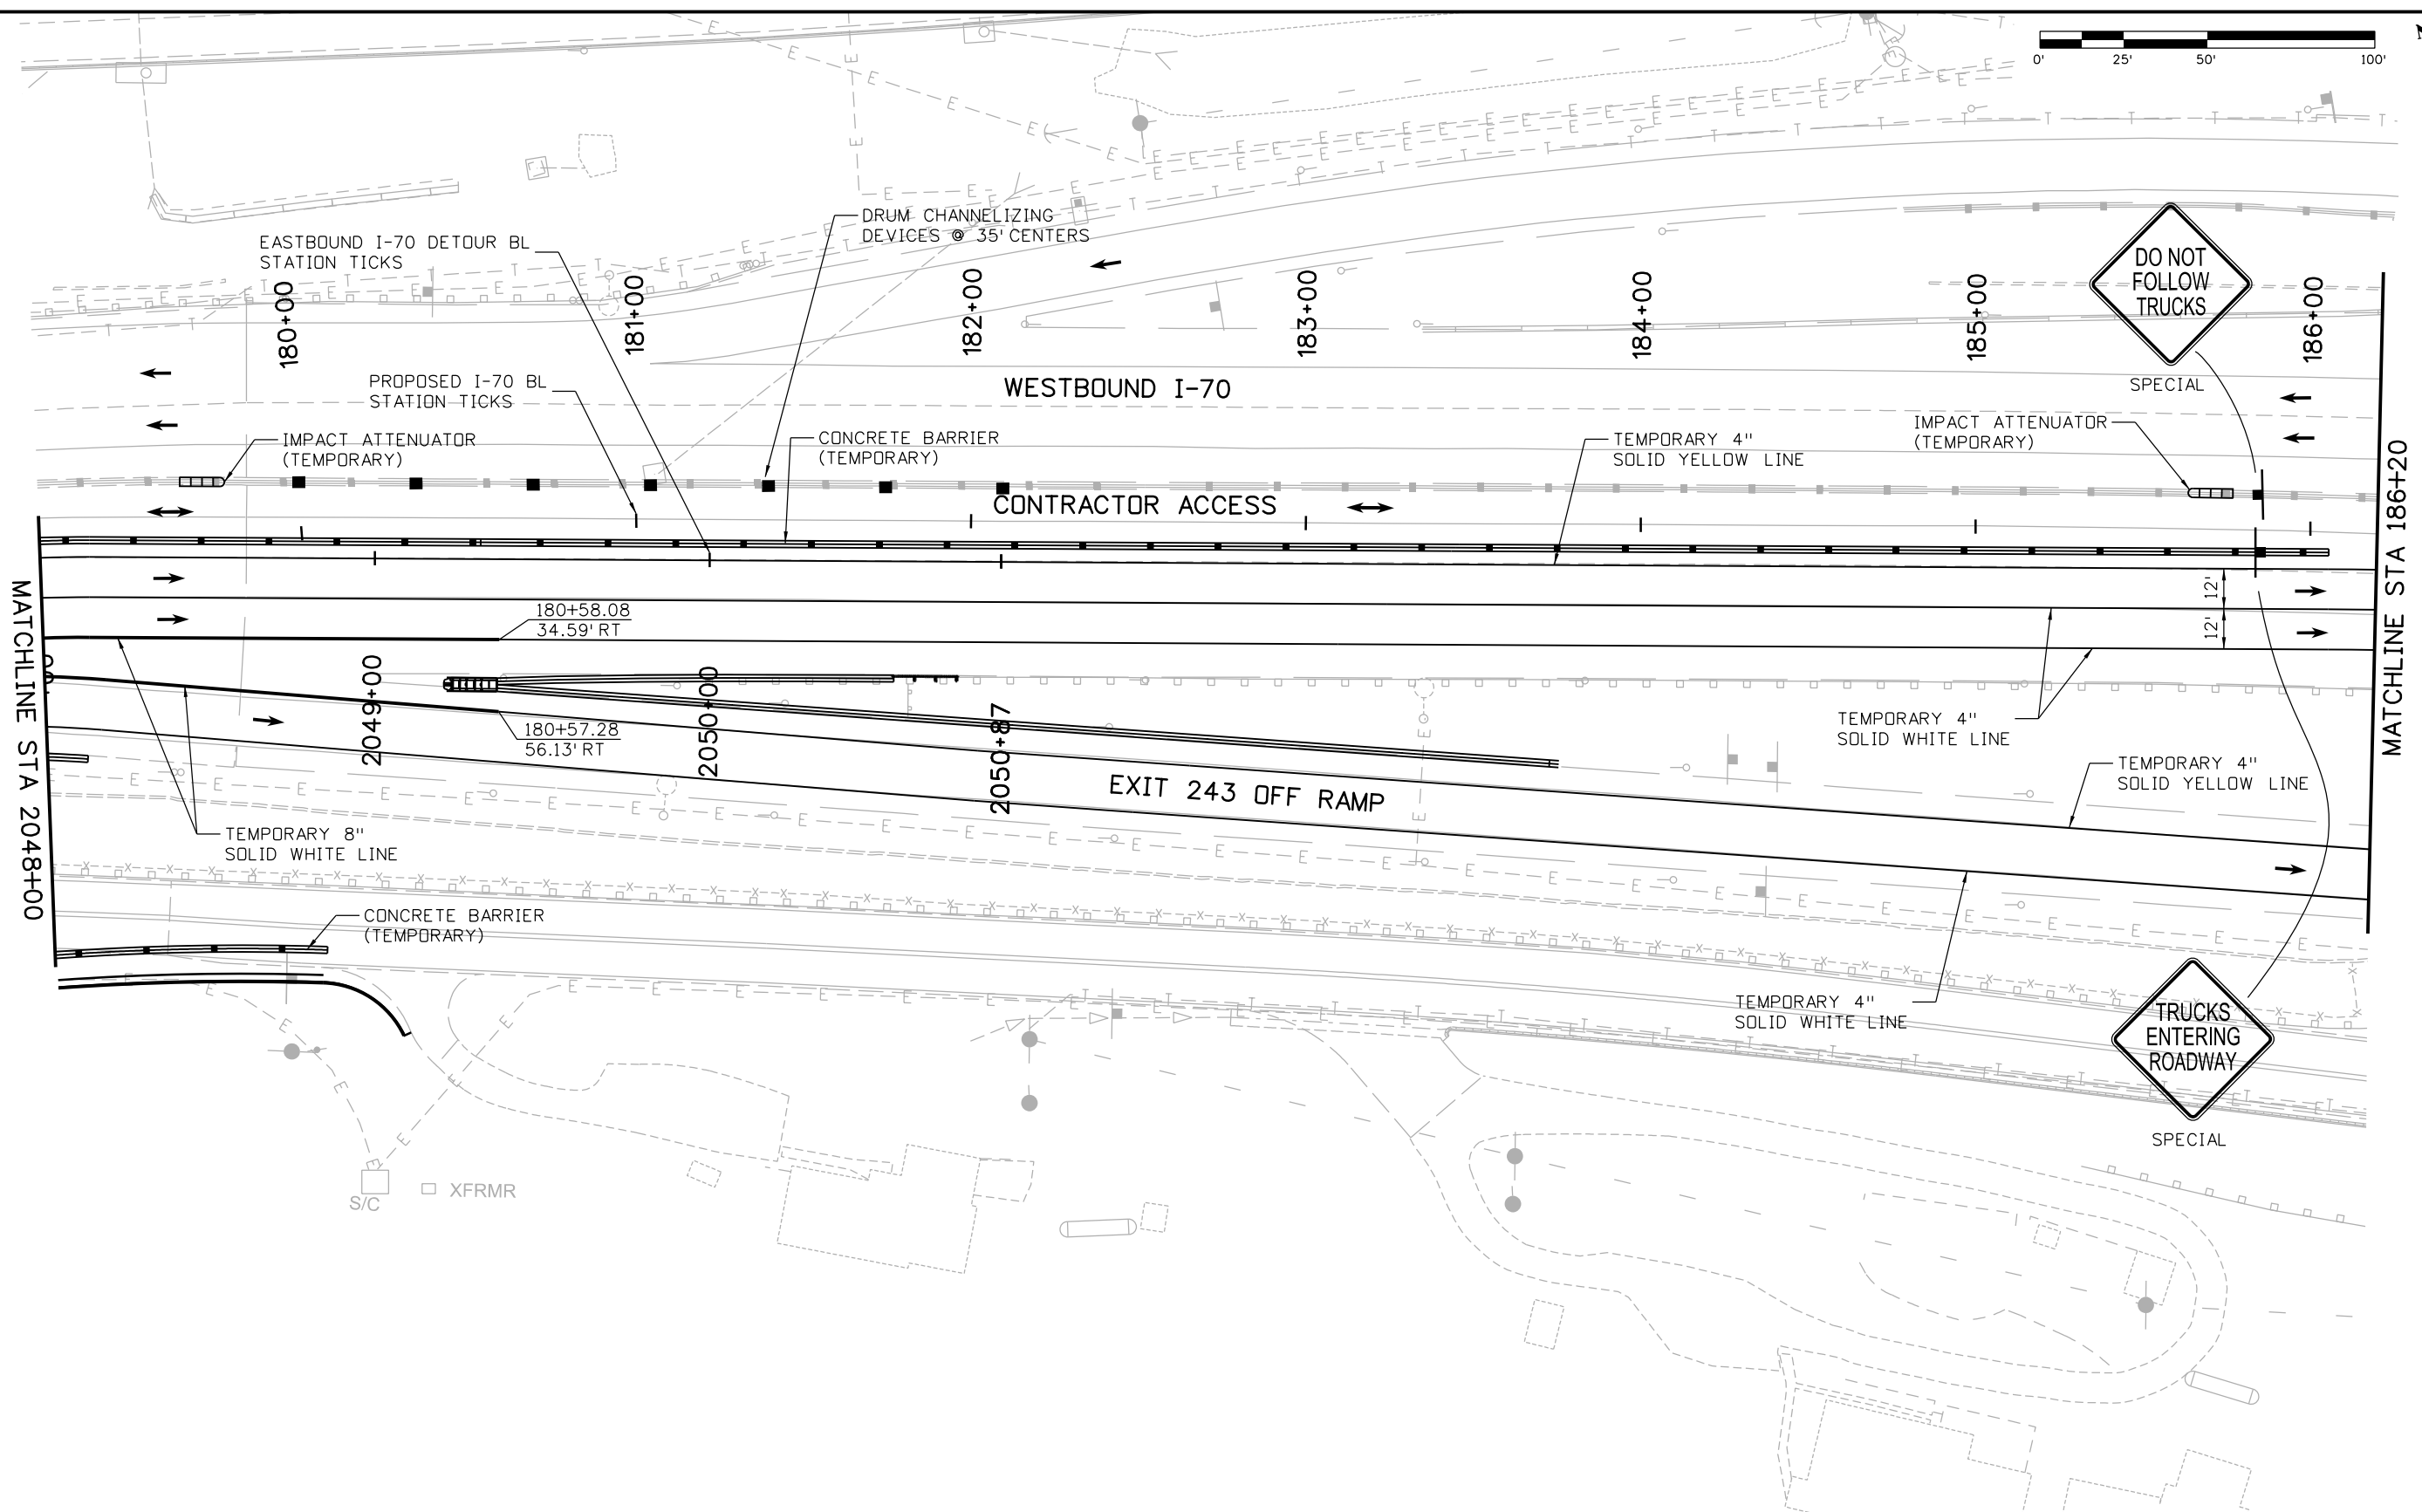 0'
25'
50'
100'
DRUM CHANNELIZING
DEVICES @ 35' CENTERS
EASTBOUND I-70 DETOUR BL
STATION TICKS
180+00
181+00
182+00
183+00
184+00
185+00
186+00
DO NOT
FOLLOW
TRUCKS
SPECIAL
PROPOSED I-70 BL
STATION TICKS
WESTBOUND I-70
IMPACT ATTENUATOR
(TEMPORARY)
CONCRETE BARRIER
(TEMPORARY)
TEMPORARY 4"
SOLID YELLOW LINE
IMPACT ATTENUATOR
(TEMPORARY)
CONTRACTOR ACCESS
MATCHLINE STA 186+20
MATCHLINE STA 2048+00
12'
12'
180+58.08
34.59' RT
2049+00
2050+00
2050+87
180+57.28
56.13' RT
EXIT 243 OFF RAMP
TEMPORARY 4"
SOLID WHITE LINE
TEMPORARY 4"
SOLID YELLOW LINE
TEMPORARY 8"
SOLID WHITE LINE
CONCRETE BARRIER
(TEMPORARY)
TEMPORARY 4"
SOLID WHITE LINE
TRUCKS
ENTERING
ROADWAY
SPECIAL
S/C
XFRMR